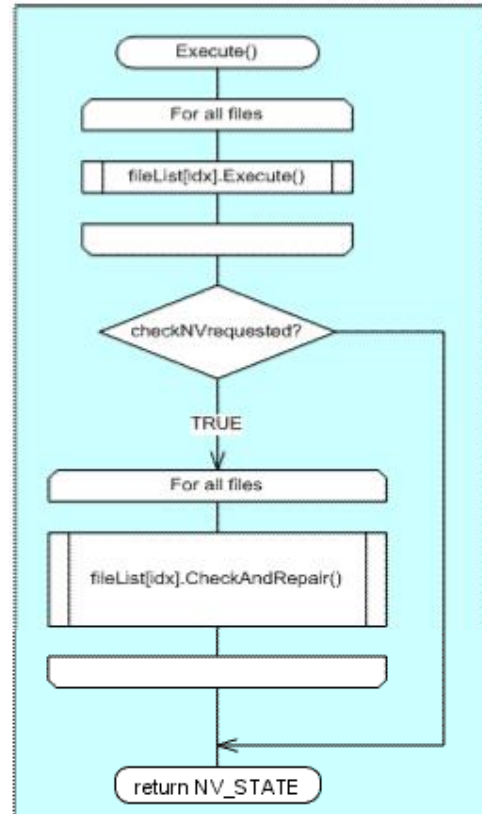 Execute()
For all files
fileList[idx].Execute()
checkNVrequested?
TRUE
For all files
fileList[idx].CheckAndRepair()
return NV_STATE